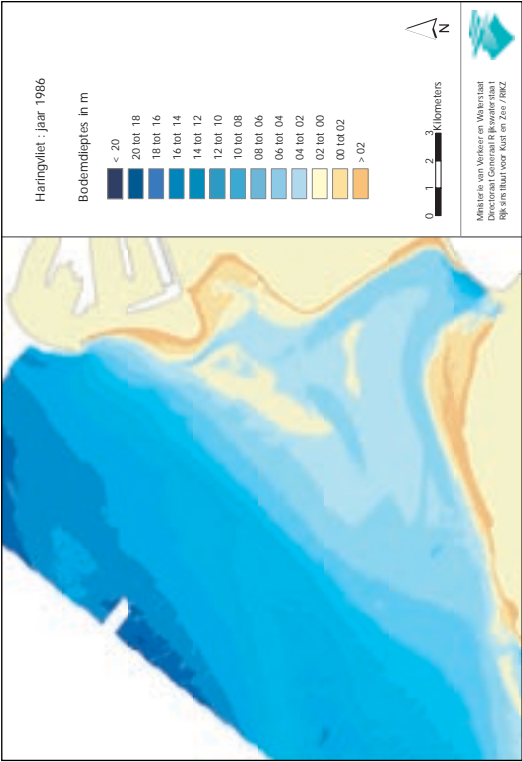 Haringvliet : jaar 1986
Bodemdieptes in m
< 20
20 tot 18
18 tot 16
16 tot 14
14 tot 12
12 tot 10
10 tot 08
08 tot 06
06 tot 04
04 tot 02
02 tot 00
00 tot 02
> 02
N
0 1 2 3 Kilometers
Ministerie van Verkeer en Waterstaat
Directoraat Generaal Rijkswaterstaat
Rijksinstituut voor Kust en Zee / RIKZ